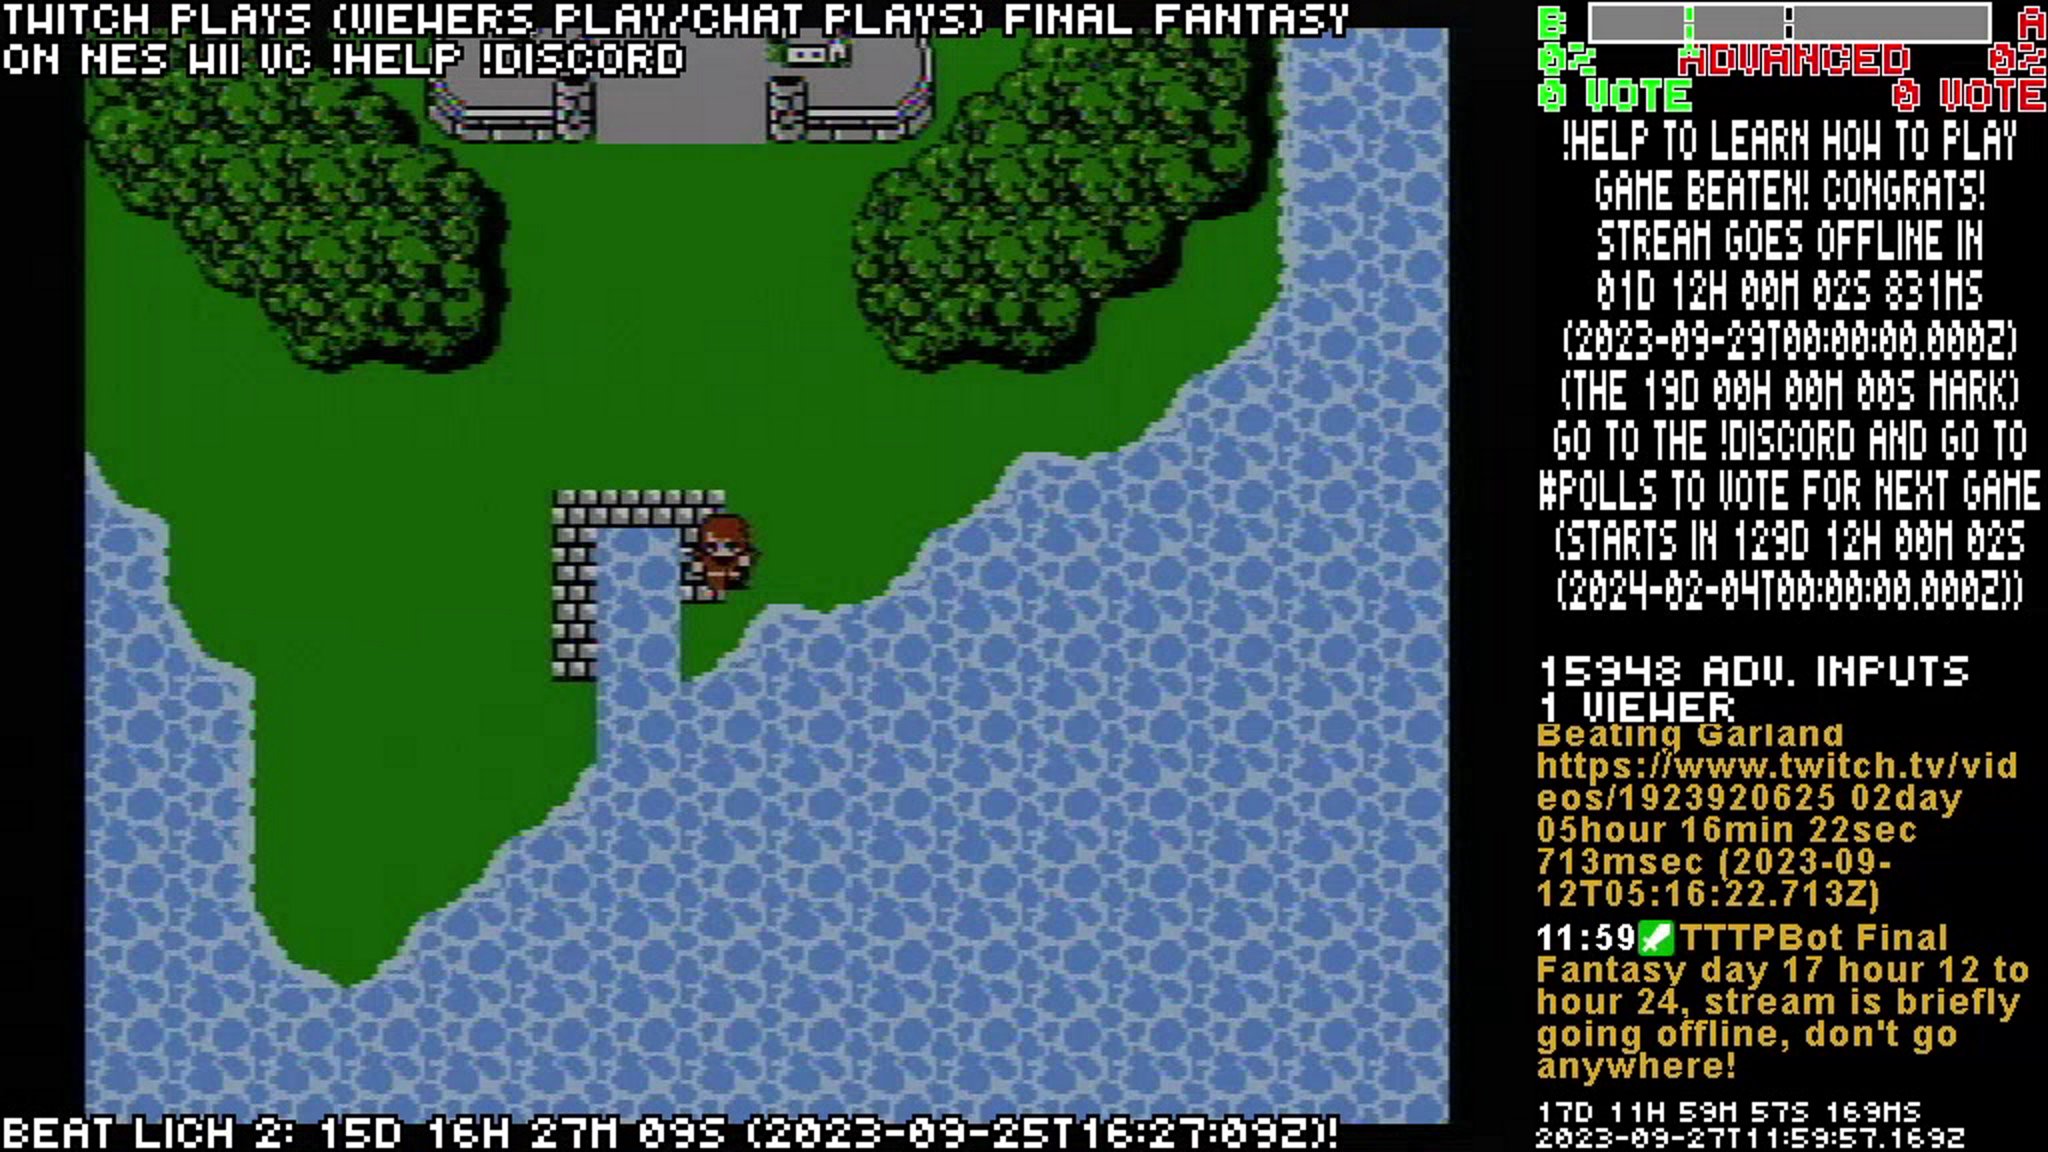 TWITCH PLAYS (VIEWERS PLAY/CHAT PLAYS) FINAL FANTASY
ON NES WII VC !HELP !DISCORD
B A
0% ADVANCED 0%
0 VOTE 0 VOTE
!HELP TO LEARN HOW TO PLAY
GAME BEATEN! CONGRATS!
STREAM GOES OFFLINE IN
01D 12H 00M 02S 831MS
(2023-09-29T00:00:00.000Z)
(THE 19D 00H 00M 00S MARK)
GO TO THE !DISCORD AND GO TO
#POLLS TO VOTE FOR NEXT GAME
(STARTS IN 129D 12H 00M 02S
(2024-02-04T00:00:00.000Z))
15948 ADV. INPUTS
1 VIEWER
Beating Garland
https://www.twitch.tv/vid
eos/1923920625 02day
05hour 16min 22sec
713msec (2023-09-
12T05:16:22.713Z)
11:59 TTTPBot Final
Fantasy day 17 hour 12 to
hour 24, stream is briefly
going offline, don't go
anywhere!
17D 11H 59M 57S 169MS
2023-09-27T11:59:57.169Z
BEAT LICH 2: 15D 16H 27M 09S (2023-09-25T16:27:09Z)!